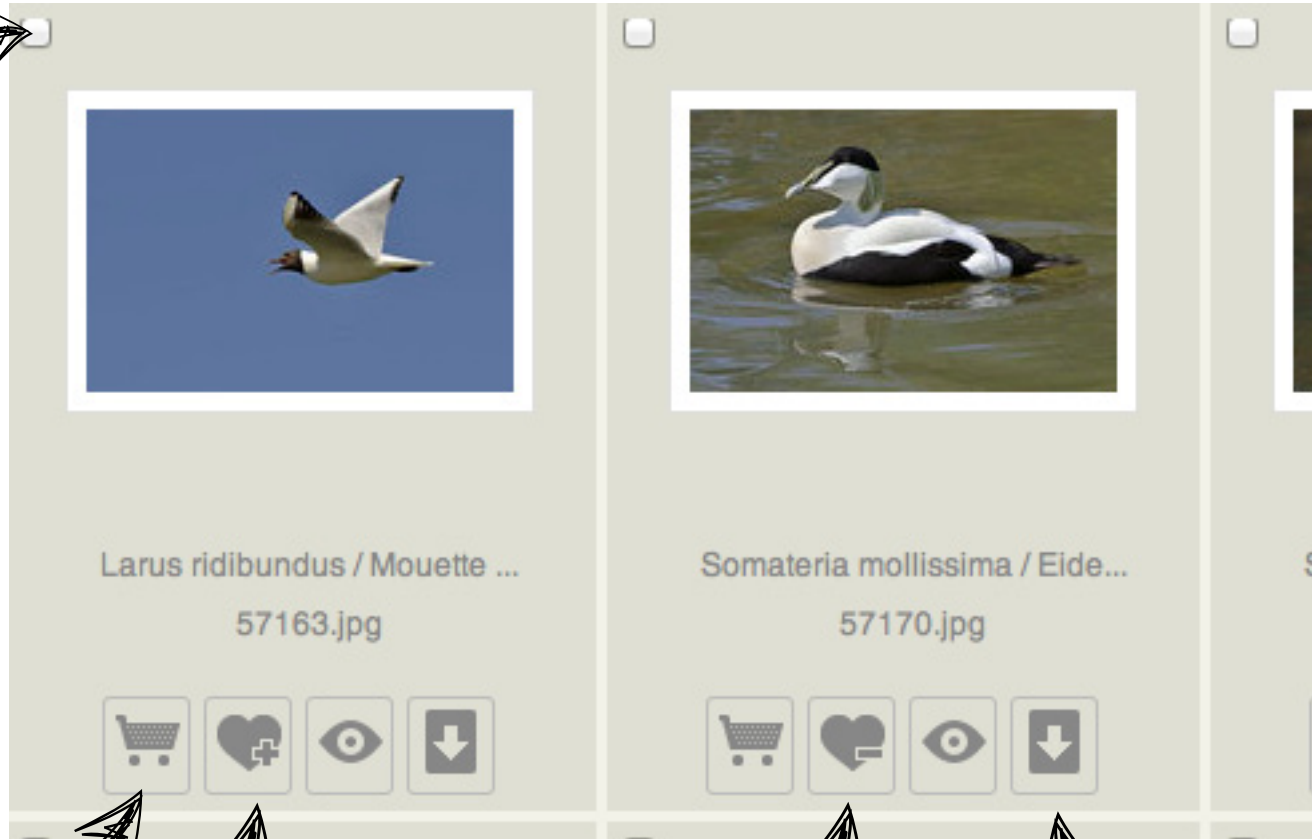 Larus ridibundus / Mouette ...
57163.jpg
Somateria mollissima / Eide...
57170.jpg